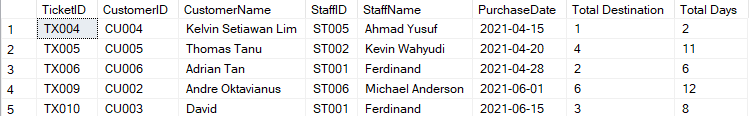 TicketID CustomerID CustomerName StaffID StaffName PurchaseDate Total Destination Total Days
1 TX004 CU004 Kelvin Setiawan Lim ST005 Ahmad Yusuf 2021-04-15 1 2
2 TX005 CU005 Thomas Tanu ST002 Kevin Wahyudi 2021-04-20 4 11
3 TX006 CU006 Adrian Tan ST001 Ferdinand 2021-04-28 2 6
4 TX009 CU002 Andre Oktavianus ST006 Michael Anderson 2021-06-01 6 12
5 TX010 CU003 David ST001 Ferdinand 2021-06-15 3 8